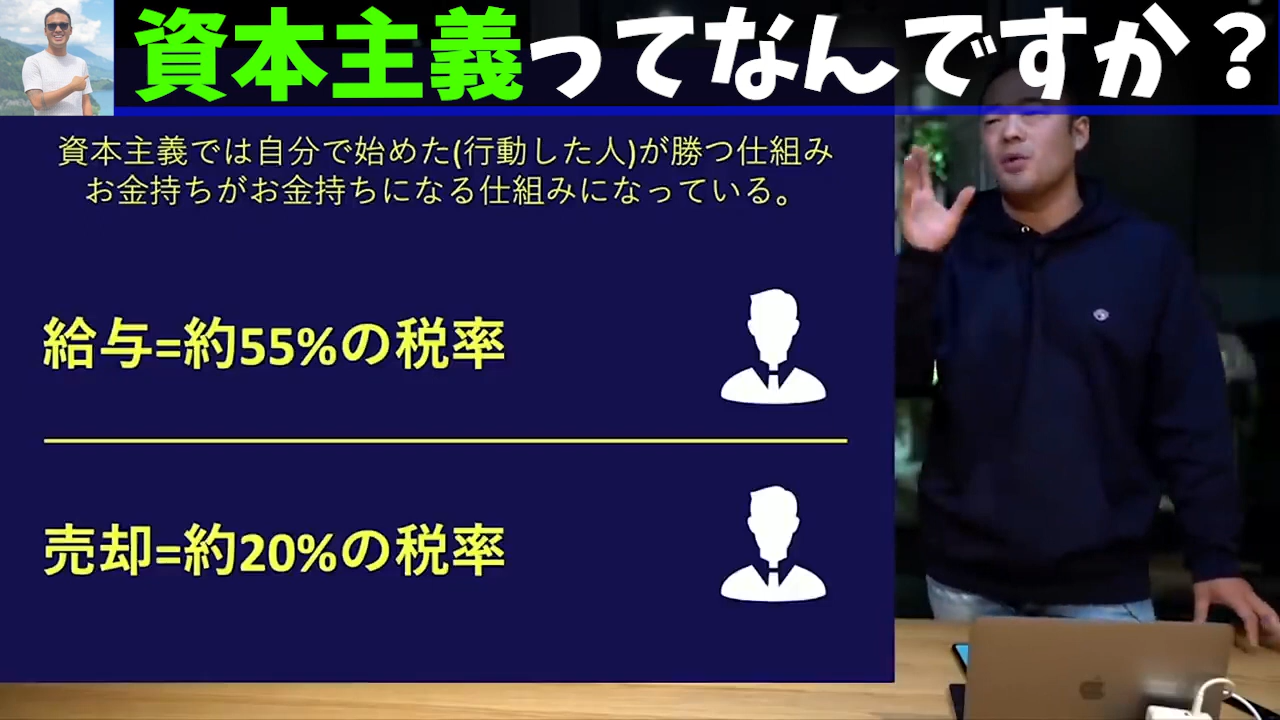 資本主義ってなんですか？
資本主義では自分で始めた(行動した人)が勝つ仕組み
お金持ちがお金持ちになる仕組みになっている。
給与=約55%の税率
売却=約20%の税率